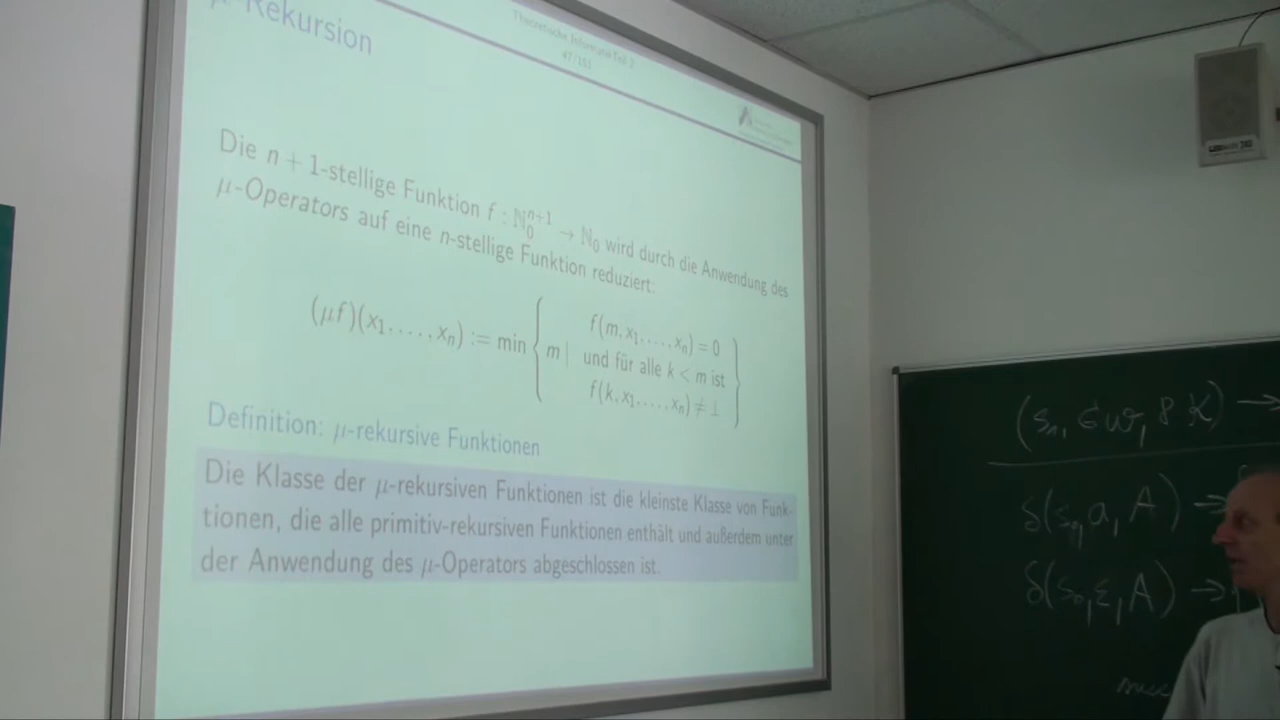 μ-Rekursion
Theoretische Informatik Teil 2
47/151
Die n + 1-stellige Funktion f : ℕ₀ⁿ⁺¹ → ℕ₀ wird durch die Anwendung des
μ-Operators auf eine n-stellige Funktion reduziert:
f(m, x₁, . . . , xₙ) = 0
(μf)(x₁, . . . , xₙ) := min { m | und für alle k < m ist }
f(k, x₁, . . . , xₙ) ≠ ⊥
Definition: μ-rekursive Funktionen
Die Klasse der μ-rekursiven Funktionen ist die kleinste Klasse von Funk-
tionen, die alle primitiv-rekursiven Funktionen enthält und außerdem unter
der Anwendung des μ-Operators abgeschlossen ist.
δ(s₀, ε, A) →